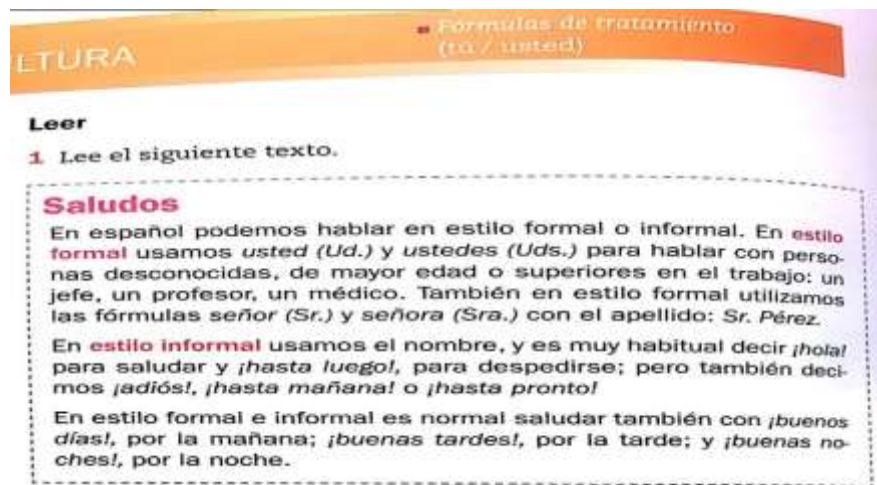 LTURA
▪ Fórmulas de tratamiento
(tú / usted)
Leer
1 Lee el siguiente texto.
Saludos
En español podemos hablar en estilo formal o informal. En estilo
formal usamos usted (Ud.) y ustedes (Uds.) para hablar con perso-
nas desconocidas, de mayor edad o superiores en el trabajo: un
jefe, un profesor, un médico. También en estilo formal utilizamos
las fórmulas señor (Sr.) y señora (Sra.) con el apellido: Sr. Pérez.
En estilo informal usamos el nombre, y es muy habitual decir ¡hola!
para saludar y ¡hasta luego!, para despedirse; pero también deci-
mos ¡adiós!, ¡hasta mañana! o ¡hasta pronto!
En estilo formal e informal es normal saludar también con ¡buenos
días!, por la mañana; ¡buenas tardes!, por la tarde; y ¡buenas no-
ches!, por la noche.